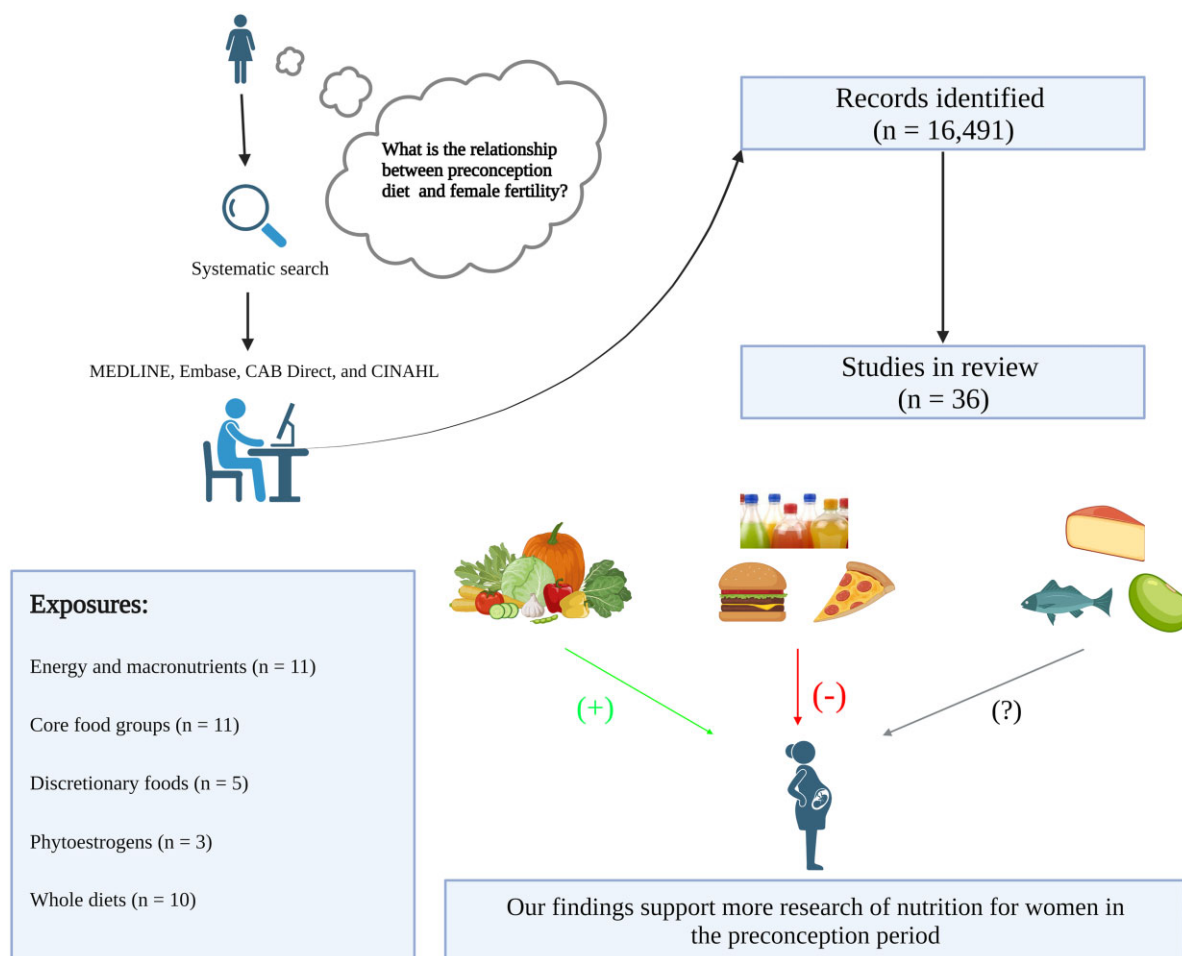 What is the relationship
between preconception
diet and female fertility?
Systematic search
MEDLINE, Embase, CAB Direct, and CINAHL
Records identified
(n = 16,491)
Studies in review
(n = 36)
Exposures:
Energy and macronutrients (n = 11)
Core food groups (n = 11)
Discretionary foods (n = 5)
Phytoestrogens (n = 3)
Whole diets (n = 10)
(+)
(-)
(?)
Our findings support more research of nutrition for women in
the preconception period